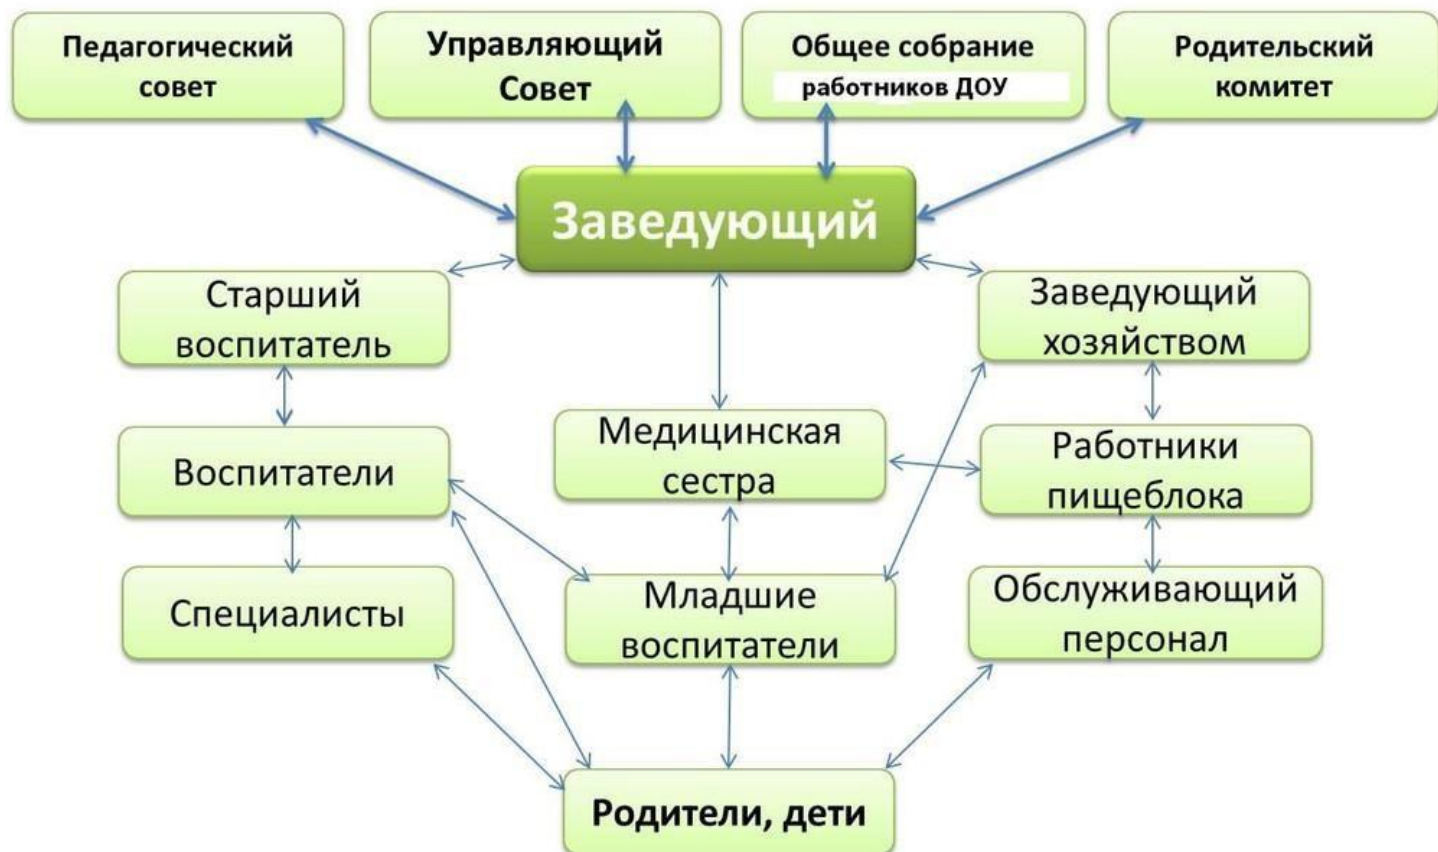 Педагогический
совет
Управляющий
Совет
Общее собрание
работников ДОУ
Родительский
комитет
Заведующий
Старший
воспитатель
Заведующий
хозяйством
Медицинская
сестра
Воспитатели
Работники
пищеблока
Специалисты
Младшие
воспитатели
Обслуживающий
персонал
Родители, дети